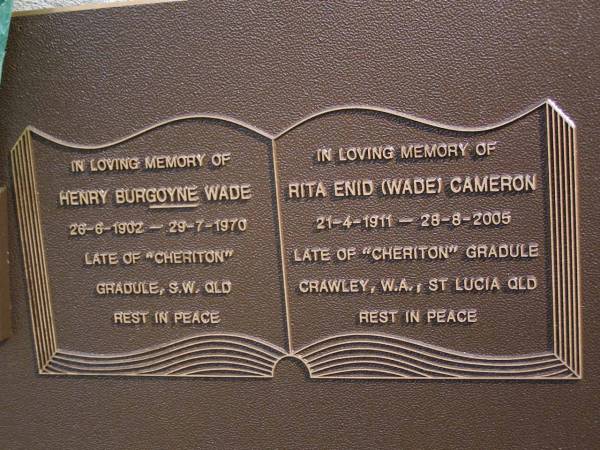 IN LOVING MEMORY OF
HENRY BURGOYNE WADE
26-6-1902 — 29-7-1970
LATE OF "CHERITON"
GRADULE, S.W. QLD
REST IN PEACE
IN LOVING MEMORY OF
RITA ENID (WADE) CAMERON
21-4-1911 — 28-8-2005
LATE OF "CHERITON" GRADULE
CRAWLEY, W.A., ST LUCIA QLD
REST IN PEACE